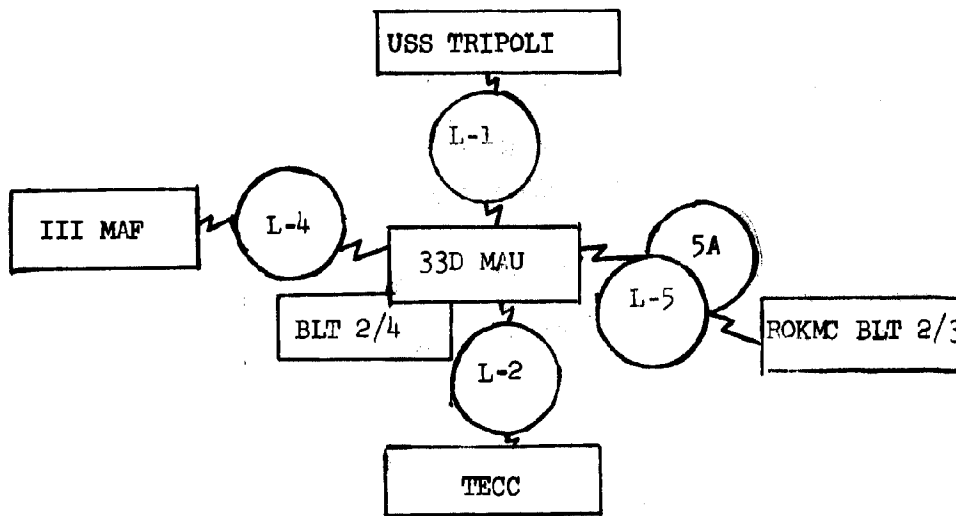 USS TRIPOLI
L-1
III MAF
L-4
33D MAU
5A
L-5
BLT 2/4
ROKMC BLT 2/3
L-2
TECC